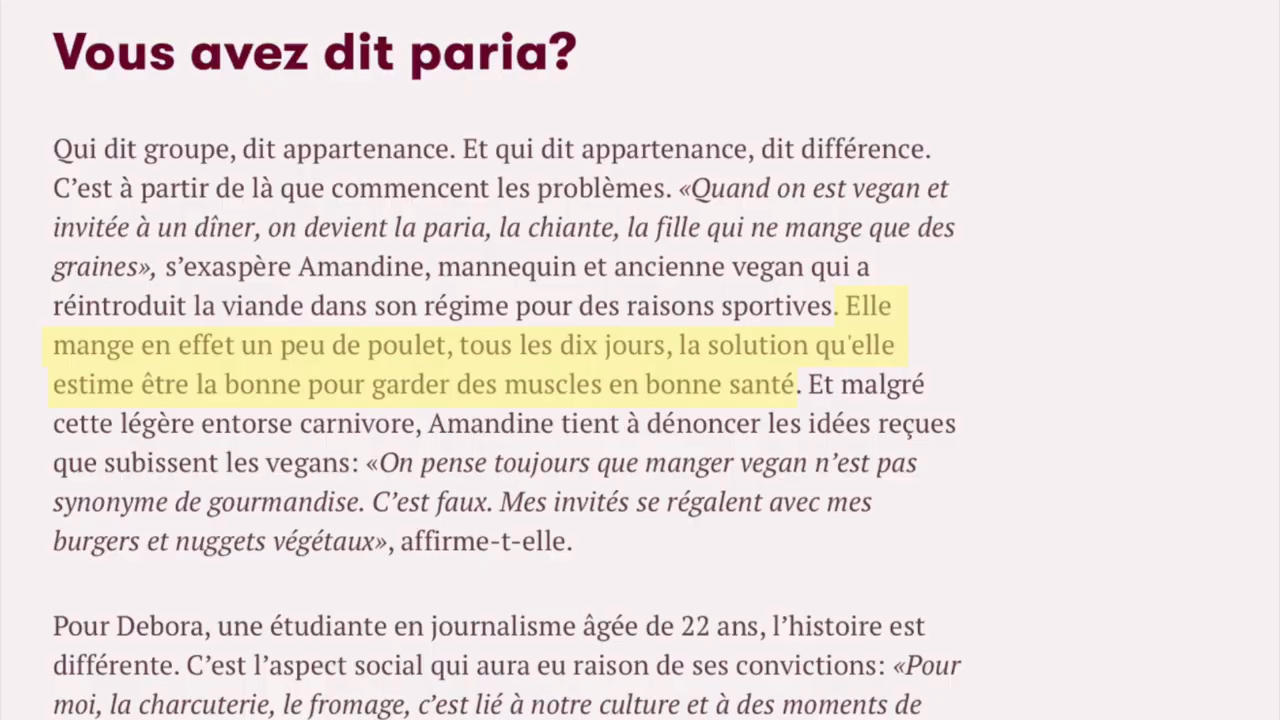 Vous avez dit paria?
Qui dit groupe, dit appartenance. Et qui dit appartenance, dit différence.
C’est à partir de là que commencent les problèmes. «Quand on est vegan et
invitée à un dîner, on devient la paria, la chiante, la fille qui ne mange que des
graines», s’exaspère Amandine, mannequin et ancienne vegan qui a
réintroduit la viande dans son régime pour des raisons sportives. Elle
mange en effet un peu de poulet, tous les dix jours, la solution qu'elle
estime être la bonne pour garder des muscles en bonne santé. Et malgré
cette légère entorse carnivore, Amandine tient à dénoncer les idées reçues
que subissent les vegans: «On pense toujours que manger vegan n’est pas
synonyme de gourmandise. C’est faux. Mes invités se régalent avec mes
burgers et nuggets végétaux», affirme-t-elle.
Pour Debora, une étudiante en journalisme âgée de 22 ans, l’histoire est
différente. C’est l’aspect social qui aura eu raison de ses convictions: «Pour
moi, la charcuterie, le fromage, c’est lié à notre culture et à des moments de